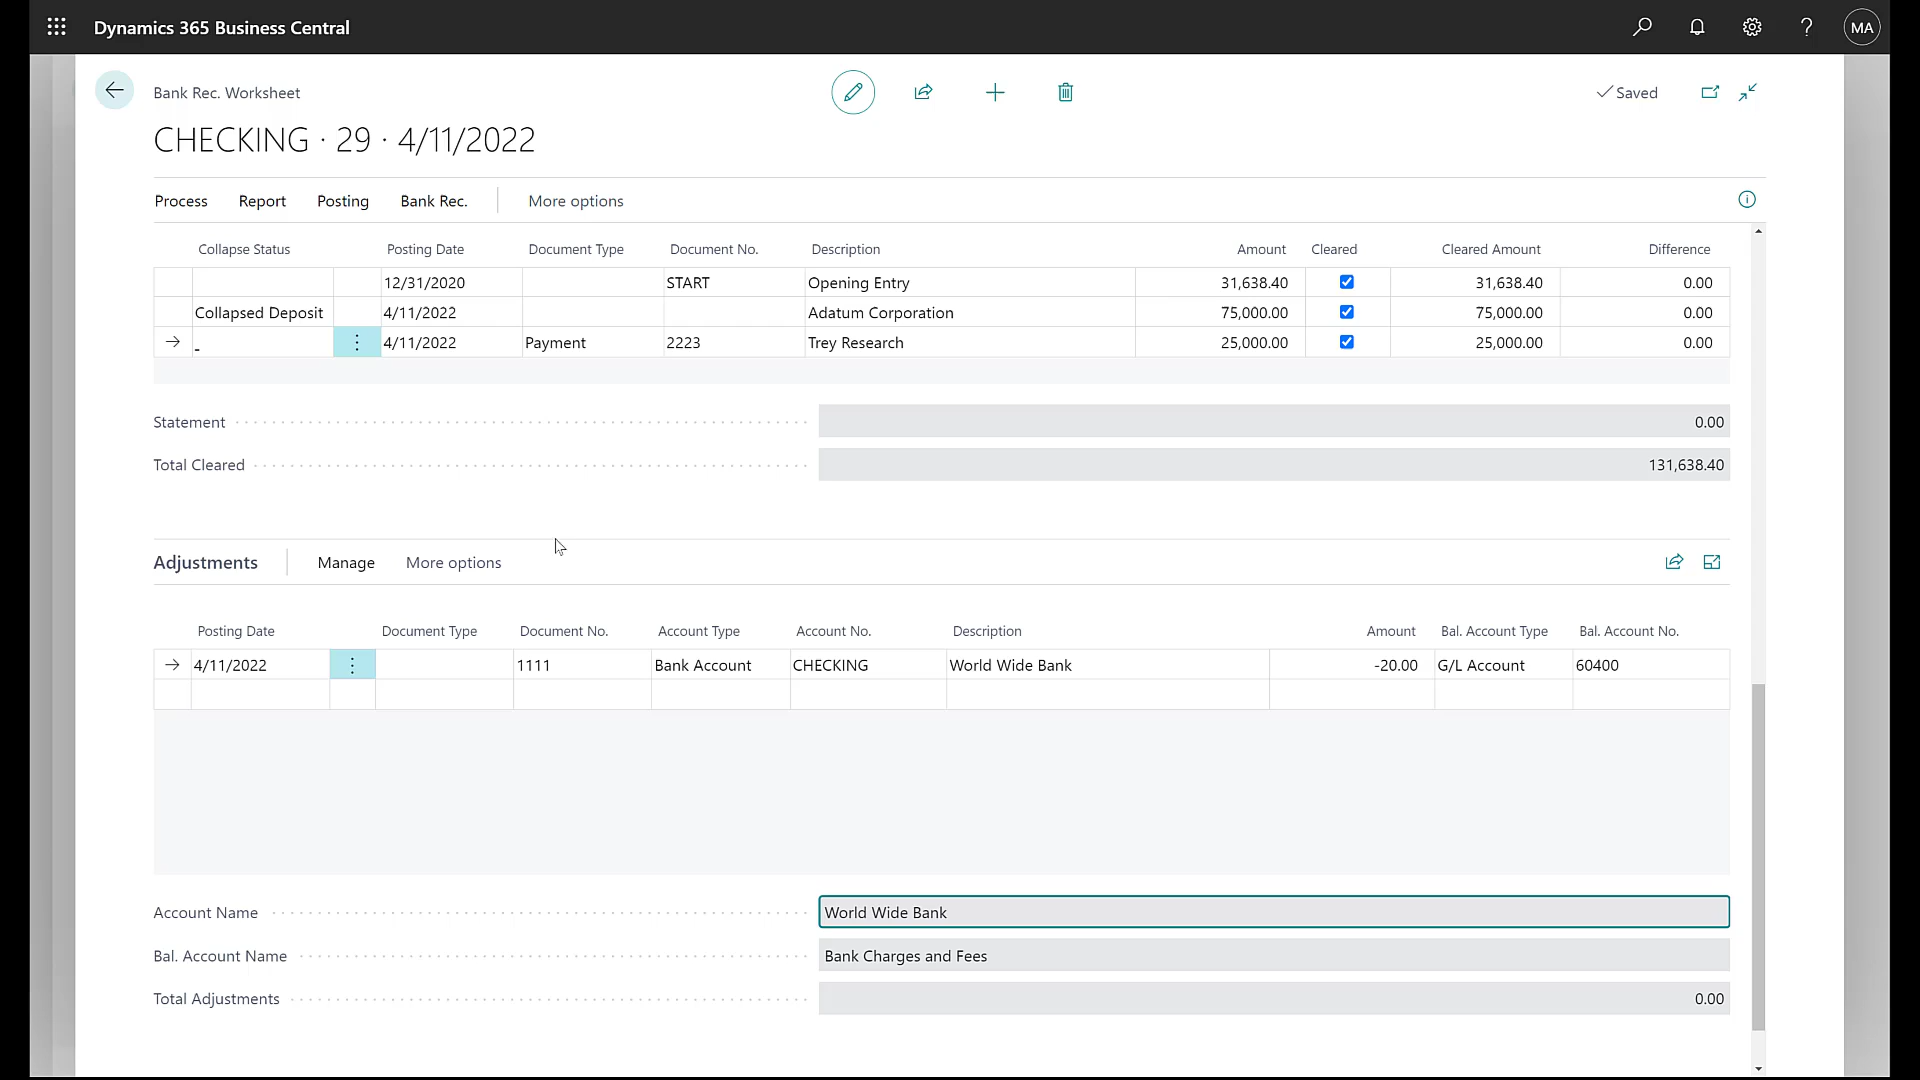 Dynamics 365 Business Central
MA
Bank Rec. Worksheet
Saved
CHECKING · 29 · 4/11/2022
Process Report Posting Bank Rec. More options
Collapse Status Posting Date Document Type Document No. Description Amount Cleared Cleared Amount Difference
12/31/2020 START Opening Entry 31,638.40 31,638.40 0.00
Collapsed Deposit 4/11/2022 Adatum Corporation 75,000.00 75,000.00 0.00
_ 4/11/2022 Payment 2223 Trey Research 25,000.00 25,000.00 0.00
Statement 0.00
Total Cleared 131,638.40
Adjustments Manage More options
Posting Date Document Type Document No. Account Type Account No. Description Amount Bal. Account Type Bal. Account No.
4/11/2022 1111 Bank Account CHECKING World Wide Bank -20.00 G/L Account 60400
Account Name World Wide Bank
Bal. Account Name Bank Charges and Fees
Total Adjustments 0.00